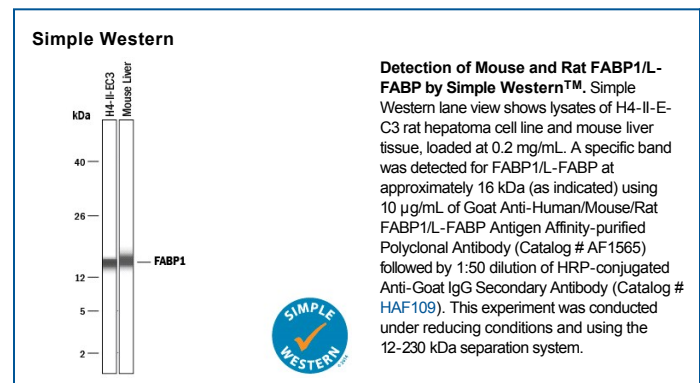 Simple Western
H4-II-EC3
Mouse Liver
kDa
40
26
FABP1
12
5
2
SIMPLE
WESTERN
Detection of Mouse and Rat FABP1/L-
FABP by Simple Western™. Simple
Western lane view shows lysates of H4-II-E-
C3 rat hepatoma cell line and mouse liver
tissue, loaded at 0.2 mg/mL. A specific band
was detected for FABP1/L-FABP at
approximately 16 kDa (as indicated) using
10 µg/mL of Goat Anti-Human/Mouse/Rat
FABP1/L-FABP Antigen Affinity-purified
Polyclonal Antibody (Catalog # AF1565)
followed by 1:50 dilution of HRP-conjugated
Anti-Goat IgG Secondary Antibody (Catalog #
HAF109). This experiment was conducted
under reducing conditions and using the
12-230 kDa separation system.